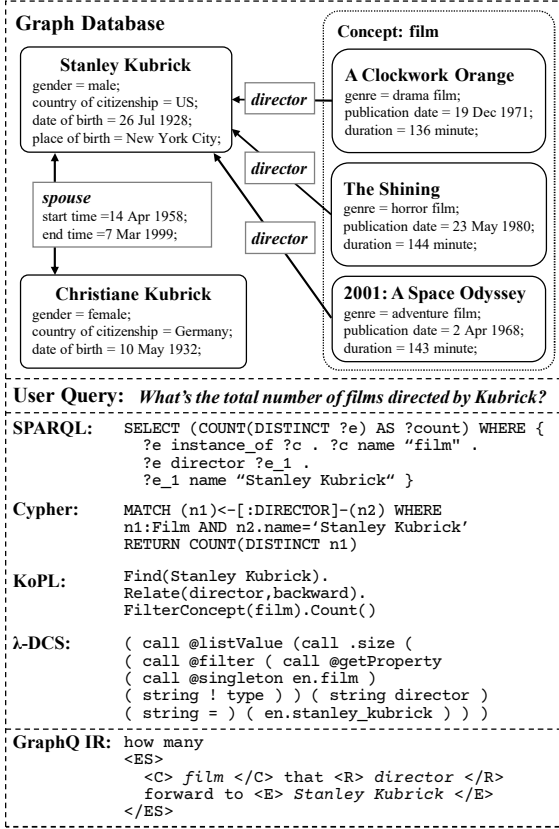 Graph Database
Concept: film
Stanley Kubrick
gender = male;
country of citizenship = US;
date of birth = 26 Jul 1928;
place of birth = New York City;
director
A Clockwork Orange
genre = drama film;
publication date = 19 Dec 1971;
duration = 136 minute;
director
spouse
start time =14 Apr 1958;
end time =7 Mar 1999;
The Shining
genre = horror film;
publication date = 23 May 1980;
duration = 144 minute;
director
Christiane Kubrick
gender = female;
country of citizenship = Germany;
date of birth = 10 May 1932;
2001: A Space Odyssey
genre = adventure film;
publication date = 2 Apr 1968;
duration = 143 minute;
User Query: What's the total number of films directed by Kubrick?
SPARQL: SELECT (COUNT(DISTINCT ?e) AS ?count) WHERE {
?e instance_of ?c . ?c name "film" .
?e director ?e_1 .
?e_1 name “Stanley Kubrick“ }
Cypher: MATCH (n1)<-[:DIRECTOR]-(n2) WHERE
n1:Film AND n2.name=‘Stanley Kubrick’
RETURN COUNT(DISTINCT n1)
KoPL: Find(Stanley Kubrick).
Relate(director,backward).
FilterConcept(film).Count()
λ-DCS: ( call @listValue (call .size (
( call @filter ( call @getProperty
( call @singleton en.film )
( string ! type ) ) ( string director )
( string = ) ( en.stanley_kubrick ) ) )
GraphQ IR: how many
<ES>
<C> film </C> that <R> director </R>
forward to <E> Stanley Kubrick </E>
</ES>